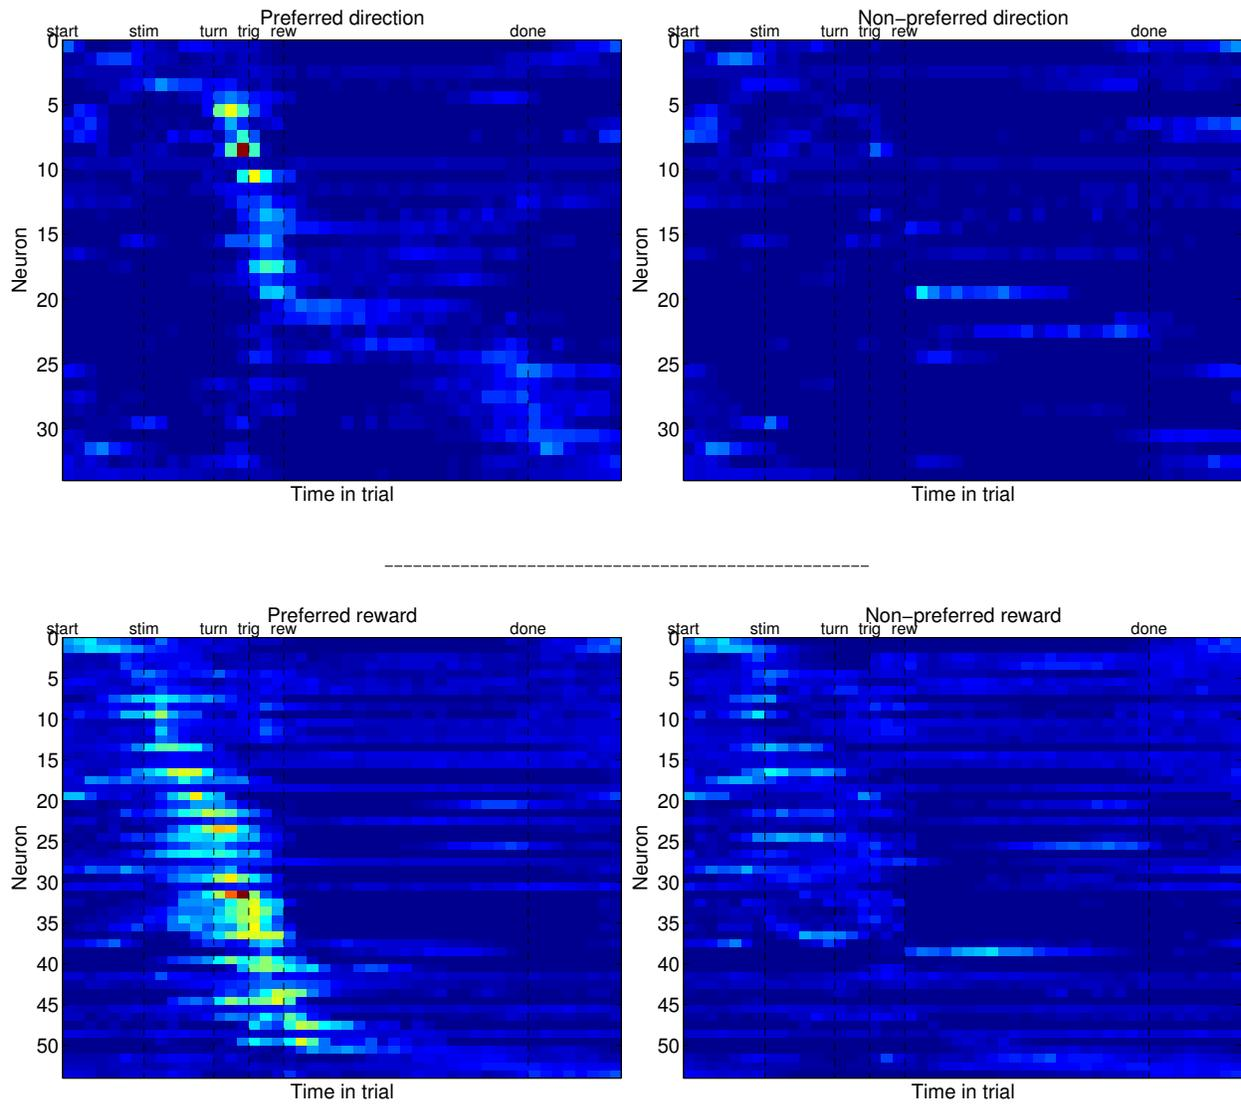 Preferred direction
start stim turn trig rew done
0
5
10
15
20
25
30
Neuron
Time in trial
Non−preferred direction
start stim turn trig rew done
0
5
10
15
20
25
30
Neuron
Time in trial
Preferred reward
start stim turn trig rew done
0
5
10
15
20
25
30
35
40
45
50
Neuron
Time in trial
Non−preferred reward
start stim turn trig rew done
0
5
10
15
20
25
30
35
40
45
50
Neuron
Time in trial